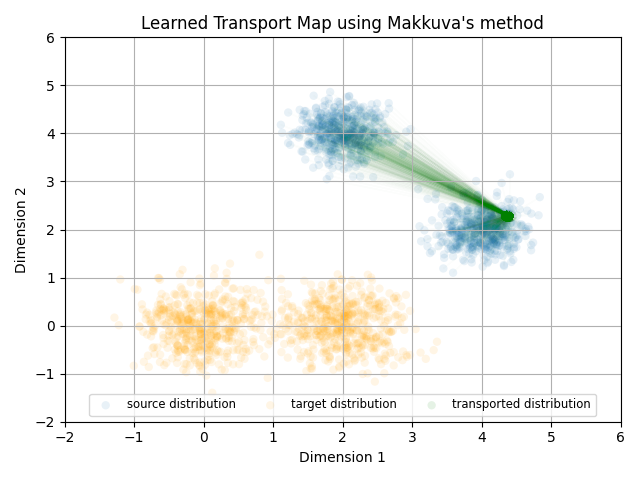 Learned Transport Map using Makkuva's method
6
5
4
3
2
1
0
−1
−2
Dimension 2
source distribution target distribution transported distribution
−2 −1 0 1 2 3 4 5 6
Dimension 1